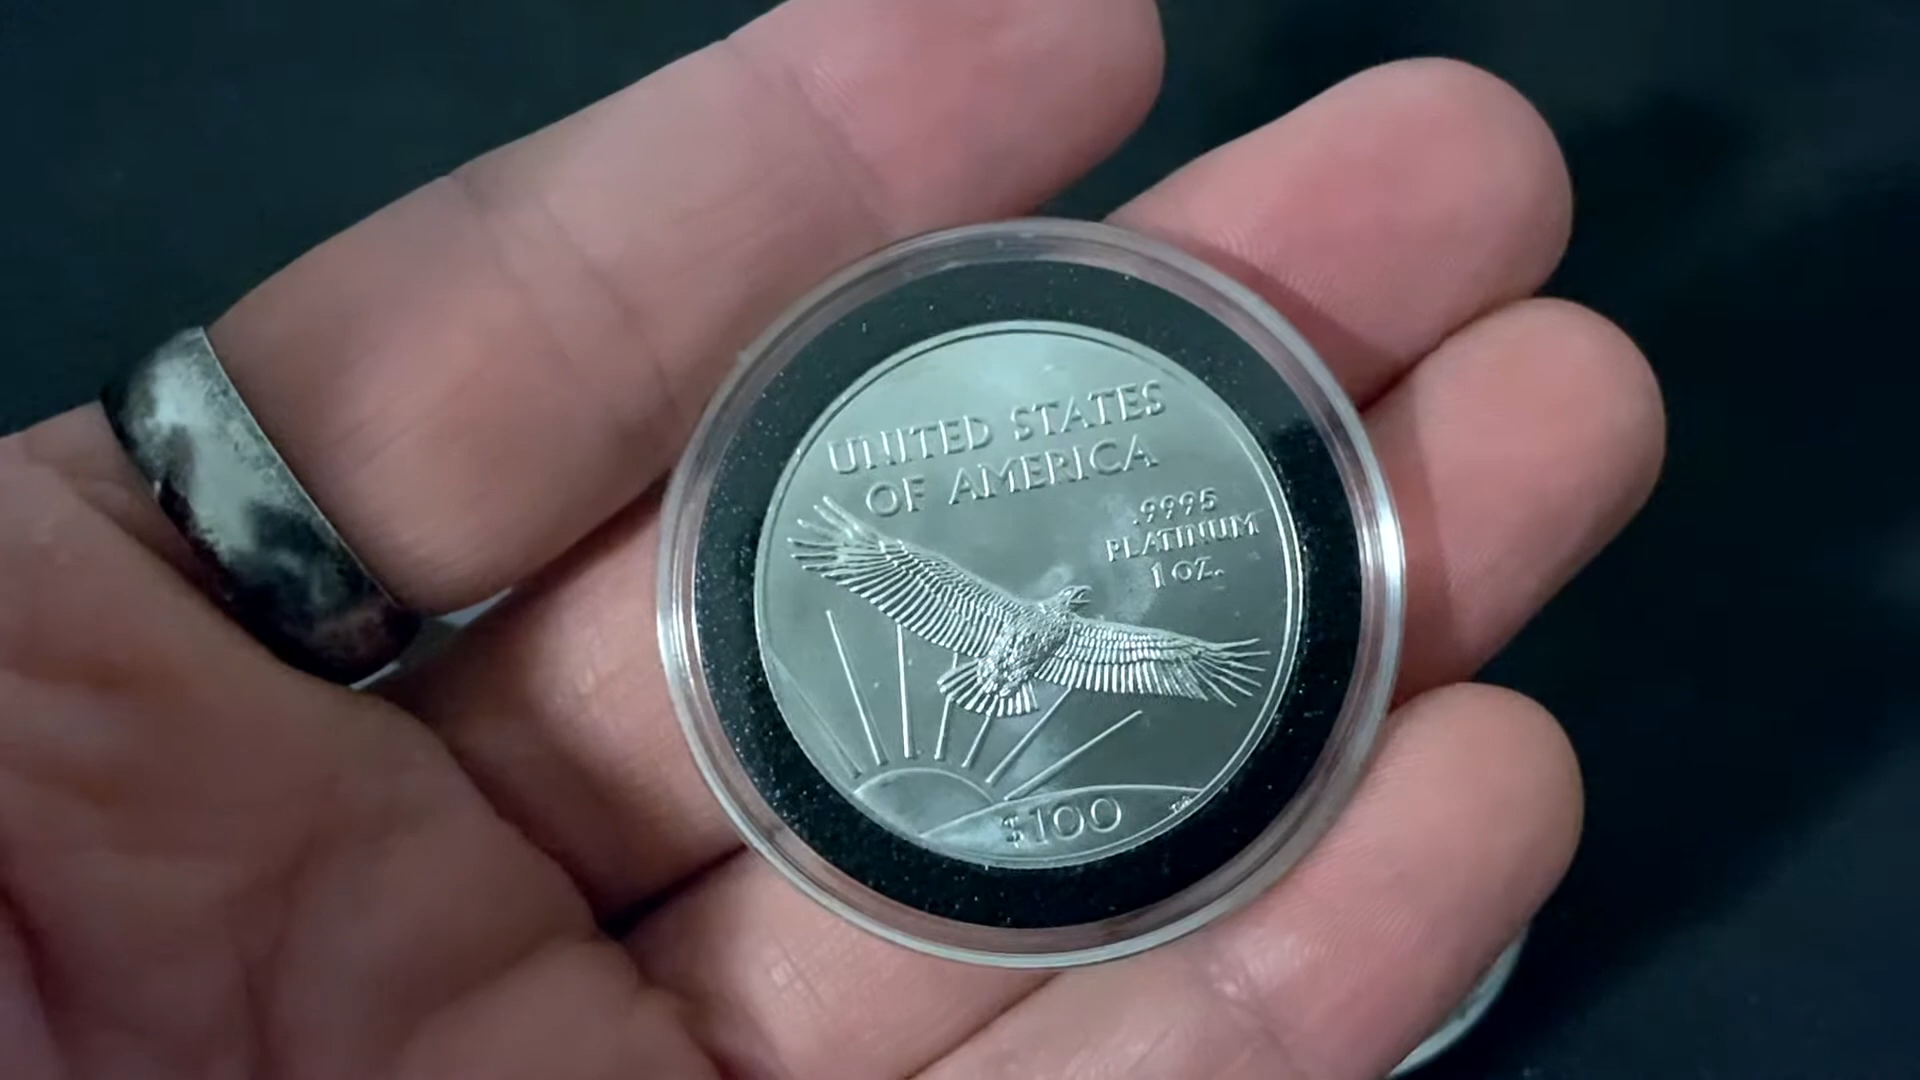 UNITED STATES
OF AMERICA
.9995
PLATINUM
1 OZ.
$100